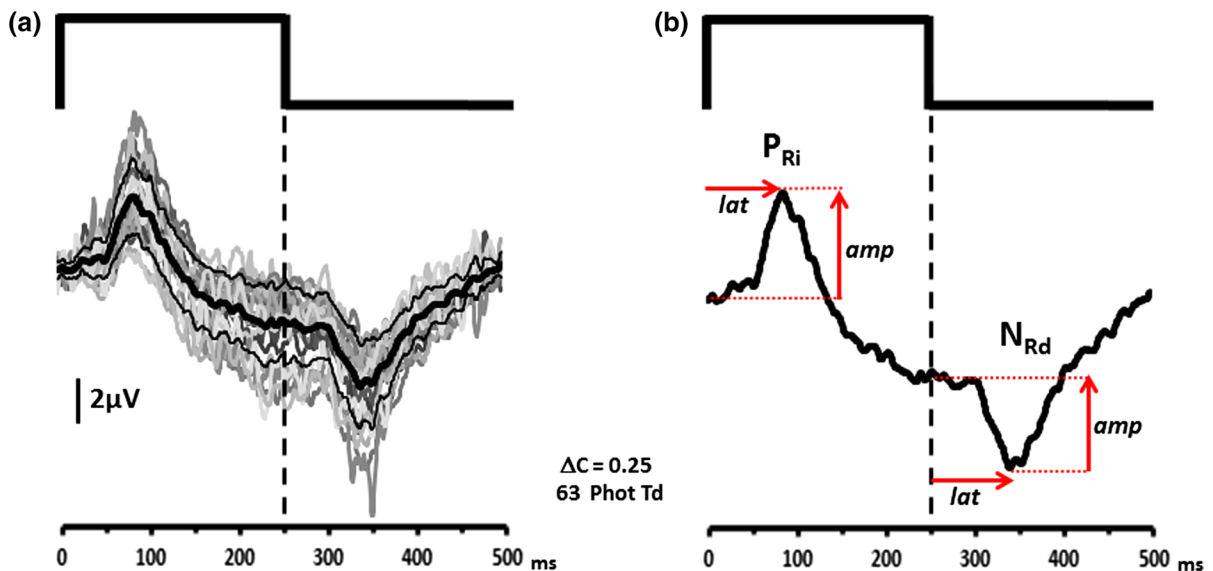 (a)
2μV
0 100 200 300 400 500 ms
ΔC = 0.25
63 Phot Td
(b)
P_Ri
lat
amp
N_Rd
amp
lat
0 100 200 300 400 500 ms